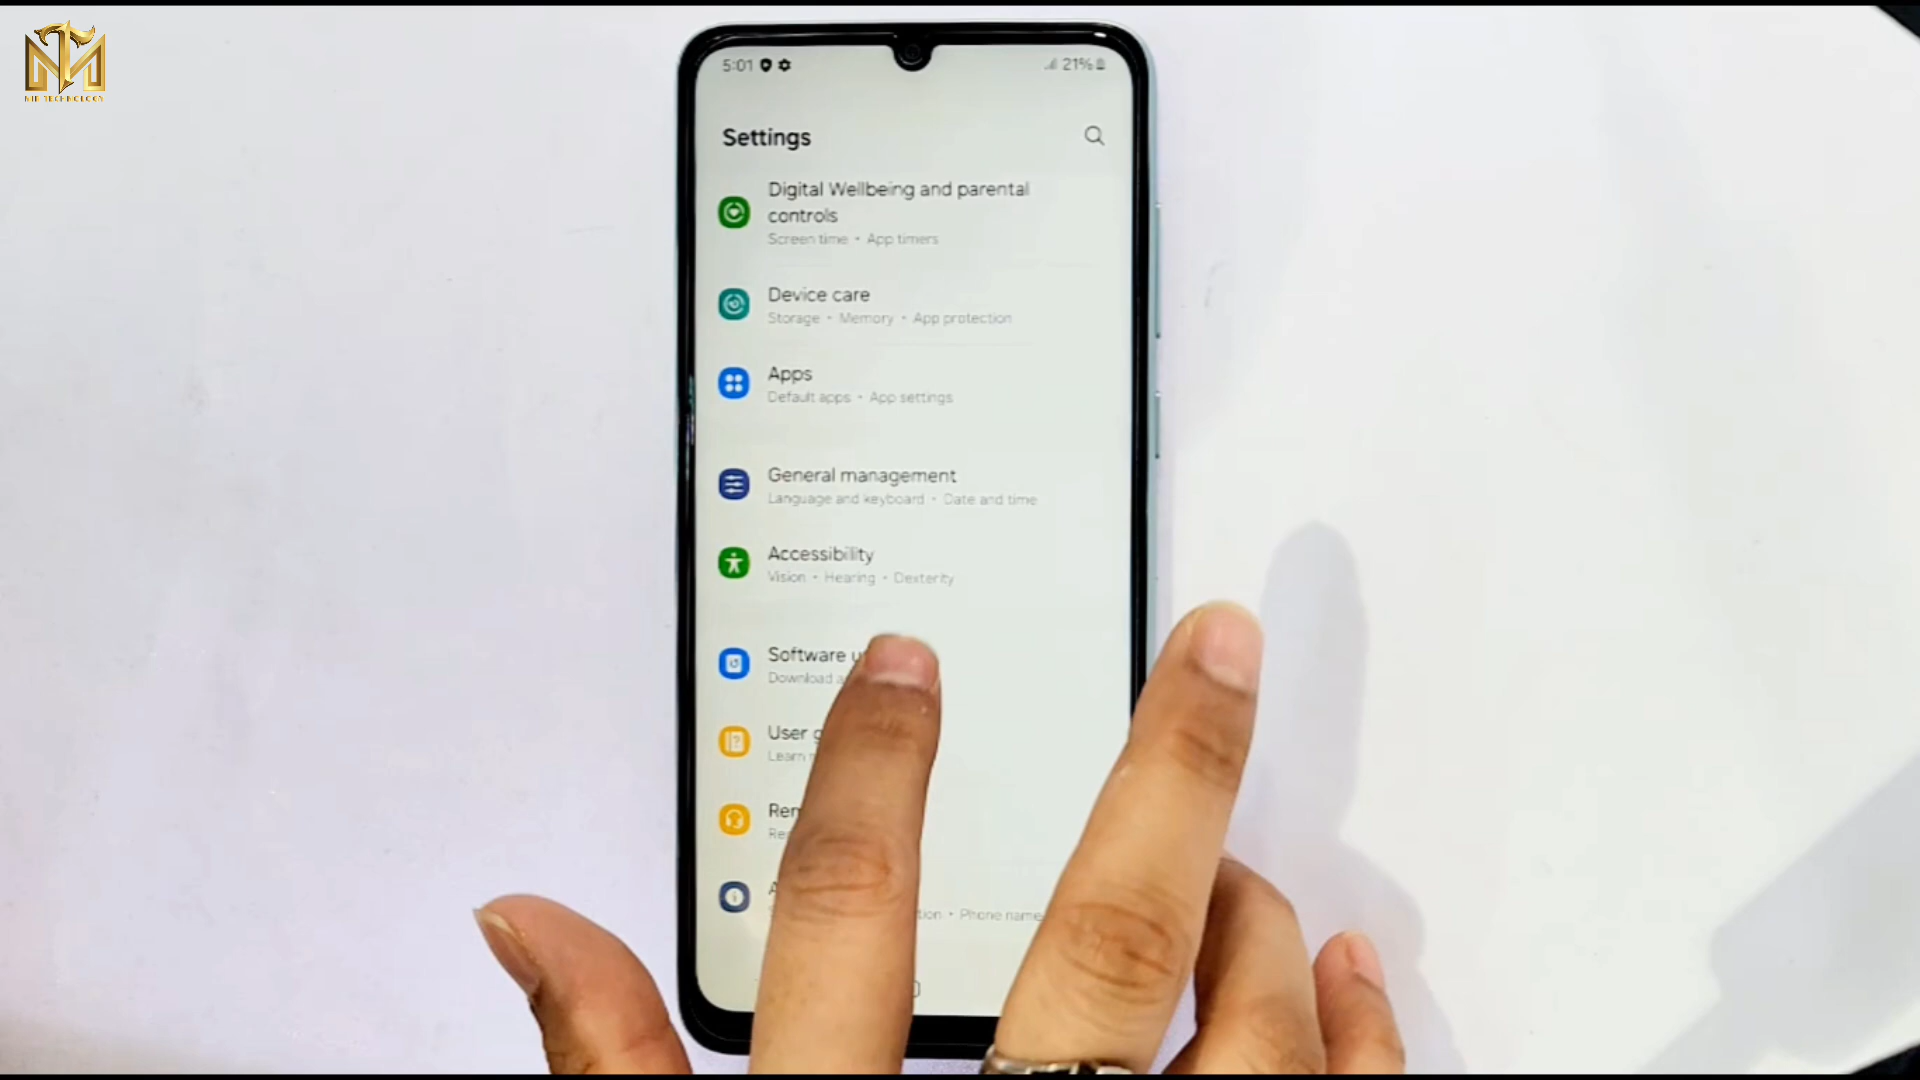 MTM TECHNOLOGY
5:01
21%
Settings
Digital Wellbeing and parental
controls
Screen time • App timers
Device care
Storage • Memory • App protection
Apps
Default apps • App settings
General management
Language and keyboard • Date and time
Accessibility
Vision • Hearing • Dexterity
Software
Download
User
Learn
Phone name